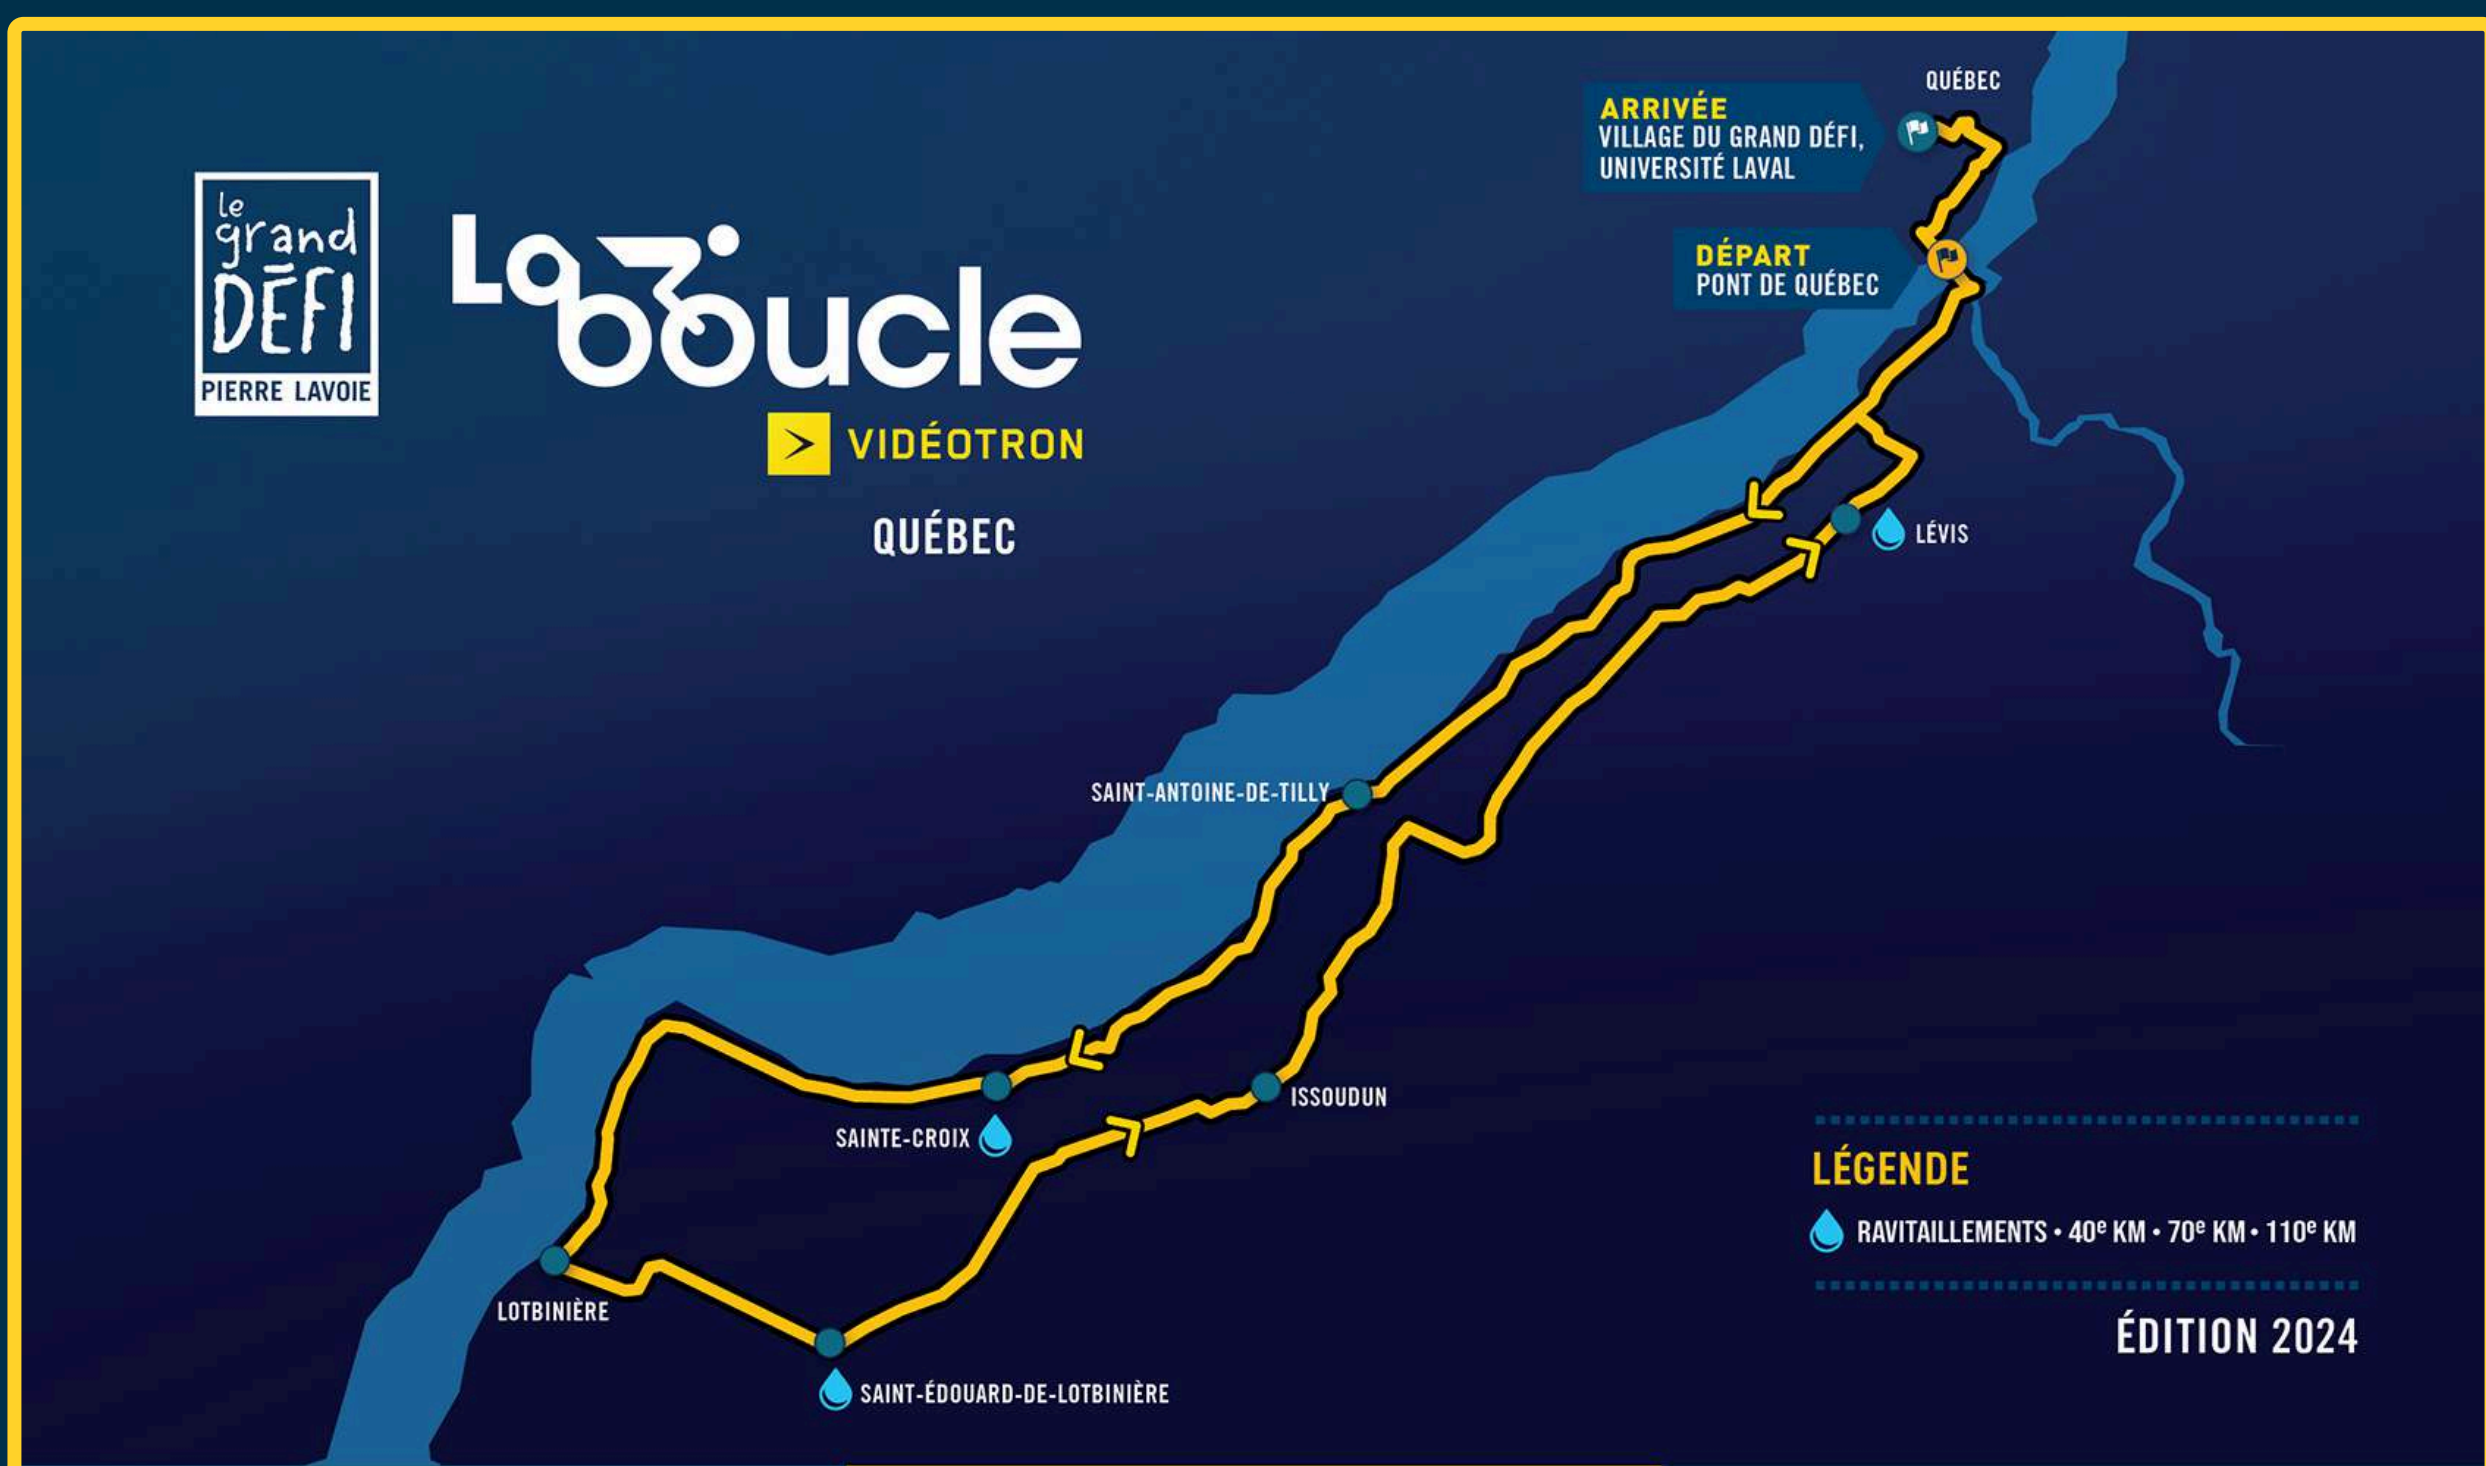 le
grand
DÉFI
PIERRE LAVOIE
La
boucle
> VIDÉOTRON
QUÉBEC
QUÉBEC
ARRIVÉE
VILLAGE DU GRAND DÉFI,
UNIVERSITÉ LAVAL
DÉPART
PONT DE QUÉBEC
LÉVIS
SAINT-ANTOINE-DE-TILLY
ISSOUDUN
SAINTE-CROIX
LOTBINIÈRE
SAINT-ÉDOUARD-DE-LOTBINIÈRE
LÉGENDE
RAVITAILLEMENTS • 40e KM • 70e KM • 110e KM
ÉDITION 2024